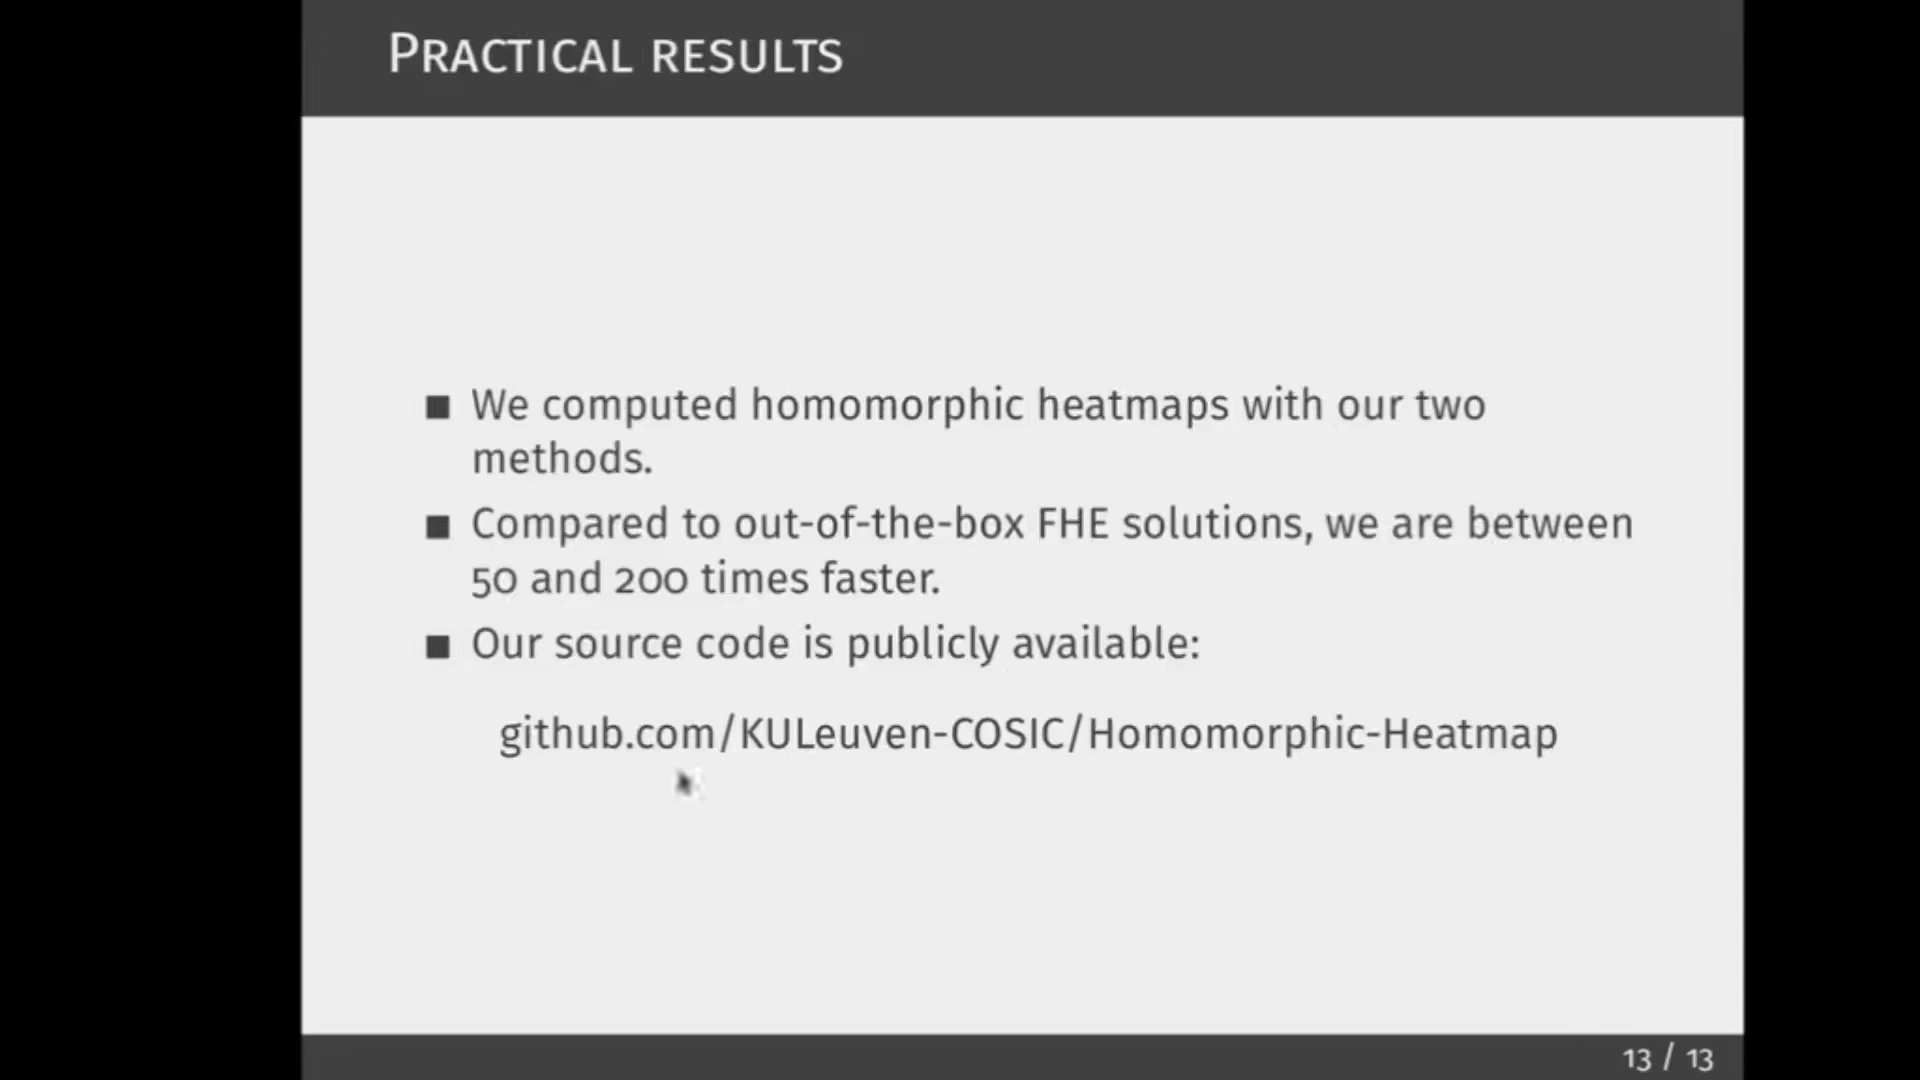 PRACTICAL RESULTS
■ We computed homomorphic heatmaps with our two
methods.
■ Compared to out-of-the-box FHE solutions, we are between
50 and 200 times faster.
■ Our source code is publicly available:
github.com/KULeuven-COSIC/Homomorphic-Heatmap
13 / 13